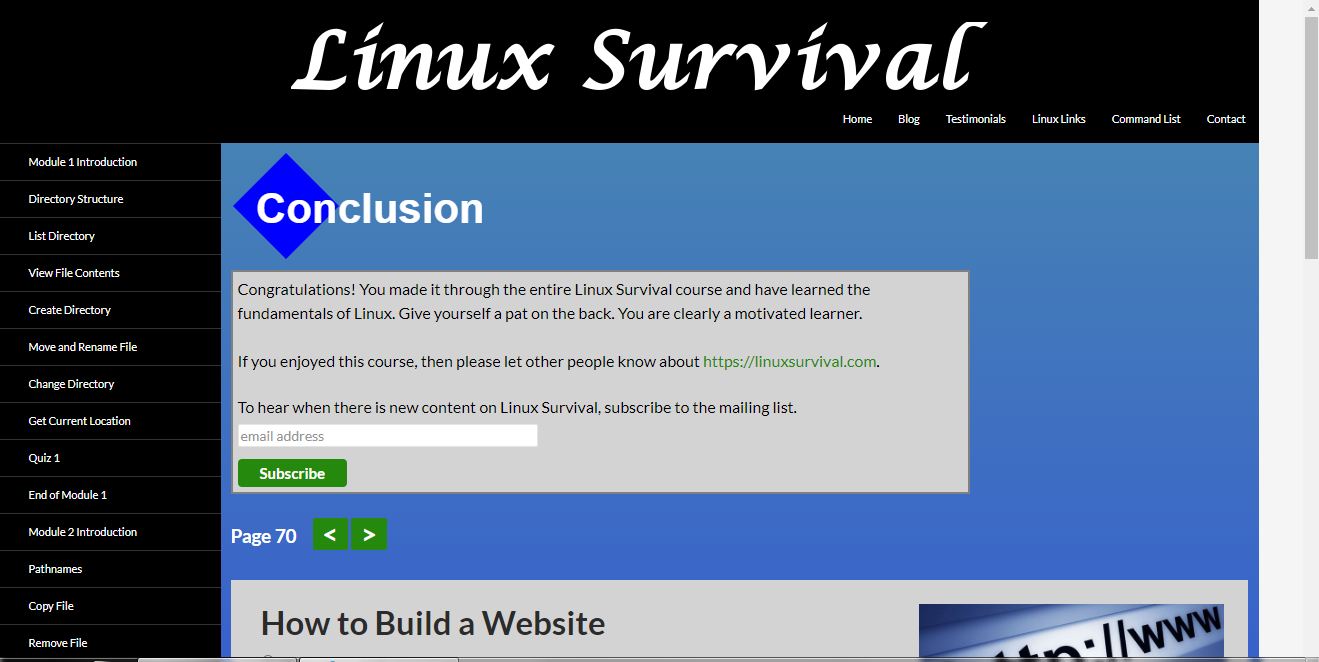 Linux Survival
Home Blog Testimonials Linux Links Command List Contact
Module 1 Introduction
Directory Structure
List Directory
View File Contents
Create Directory
Move and Rename File
Change Directory
Get Current Location
Quiz 1
End of Module 1
Module 2 Introduction
Pathnames
Copy File
Remove File
Conclusion
Congratulations! You made it through the entire Linux Survival course and have learned the
fundamentals of Linux. Give yourself a pat on the back. You are clearly a motivated learner.
If you enjoyed this course, then please let other people know about https://linuxsurvival.com.
To hear when there is new content on Linux Survival, subscribe to the mailing list.
email address
Subscribe
Page 70 < >
How to Build a Website
tp://www